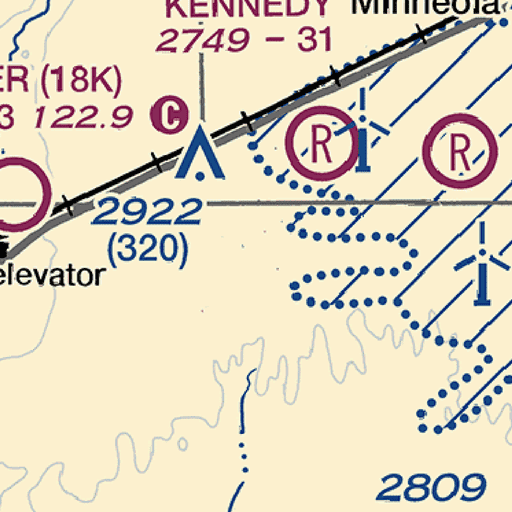 KENNEDY
Minneola
2749 - 31
ER (18K)
3 122.9 C
R
R
2922
(320)
elevator
2809